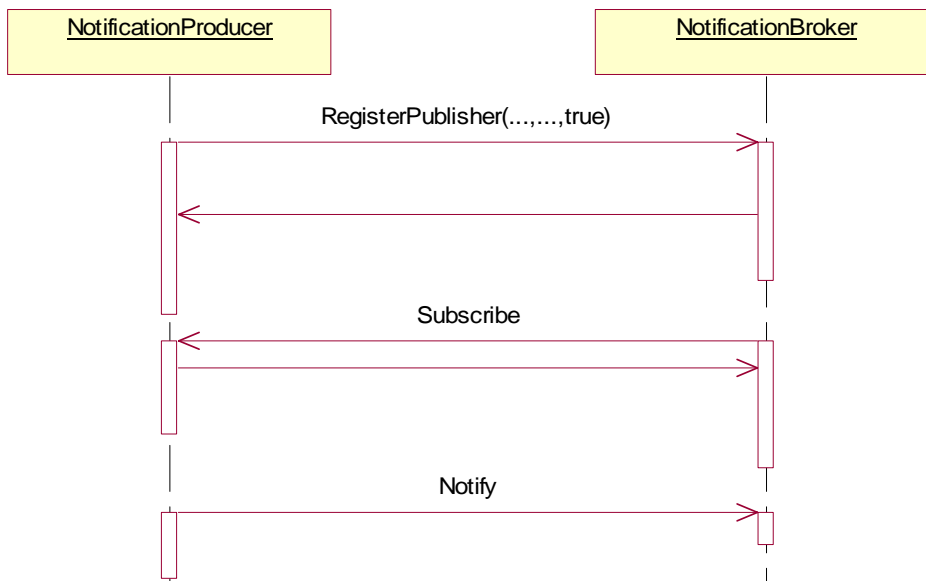 NotificationProducer
NotificationBroker
RegisterPublisher(...,...,true)
Subscribe
Notify